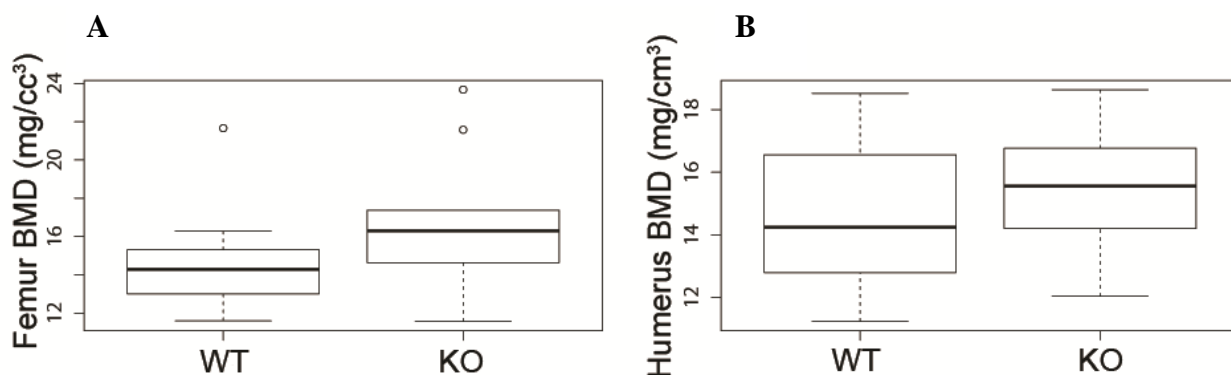 A
Femur BMD (mg/cc³)
24
20
16
12
WT
KO
B
Humerus BMD (mg/cm³)
18
16
14
12
WT
KO